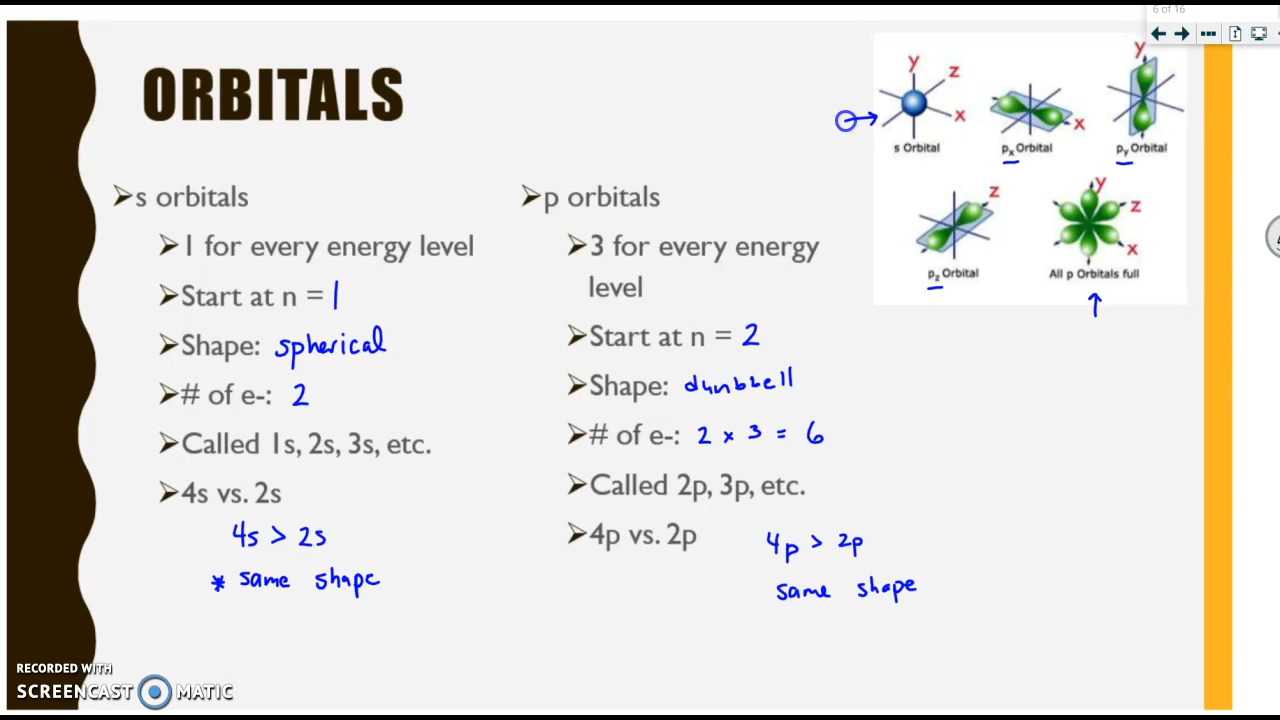 6 of 16
ORBITALS
y
z
x
s Orbital
x
px Orbital
y
py Orbital
z
pz Orbital
y
z
x
All p Orbitals full
s orbitals
1 for every energy level
Start at n = 1
Shape: spherical
# of e-: 2
Called 1s, 2s, 3s, etc.
4s vs. 2s
4s > 2s
* same shape
p orbitals
3 for every energy
level
Start at n = 2
Shape: dumbbell
# of e-: 2 x 3 = 6
Called 2p, 3p, etc.
4p vs. 2p
4p > 2p
same shape
RECORDED WITH
SCREENCAST MATIC